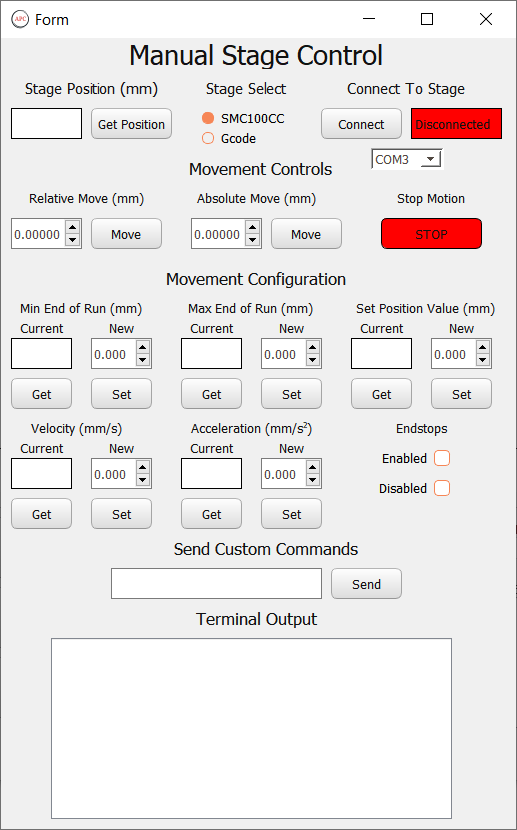 APC Form
Manual Stage Control
Stage Position (mm) Stage Select Connect To Stage
Get Position SMC100CC Connect Disconnected
Gcode
COM3
Movement Controls
Relative Move (mm) Absolute Move (mm) Stop Motion
0.00000 Move 0.00000 Move STOP
Movement Configuration
Min End of Run (mm) Max End of Run (mm) Set Position Value (mm)
Current New Current New Current New
0.000 0.000 0.000
Get Set Get Set Get Set
Velocity (mm/s) Acceleration (mm/s²) Endstops
Current New Current New
Enabled
0.000 0.000
Disabled
Get Set Get Set
Send Custom Commands
Send
Terminal Output